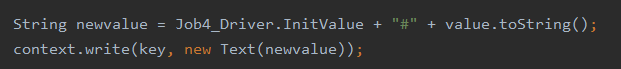 String newvalue = Job4_Driver.InitValue + "#" + value.toString();
context.write(key, new Text(newvalue));